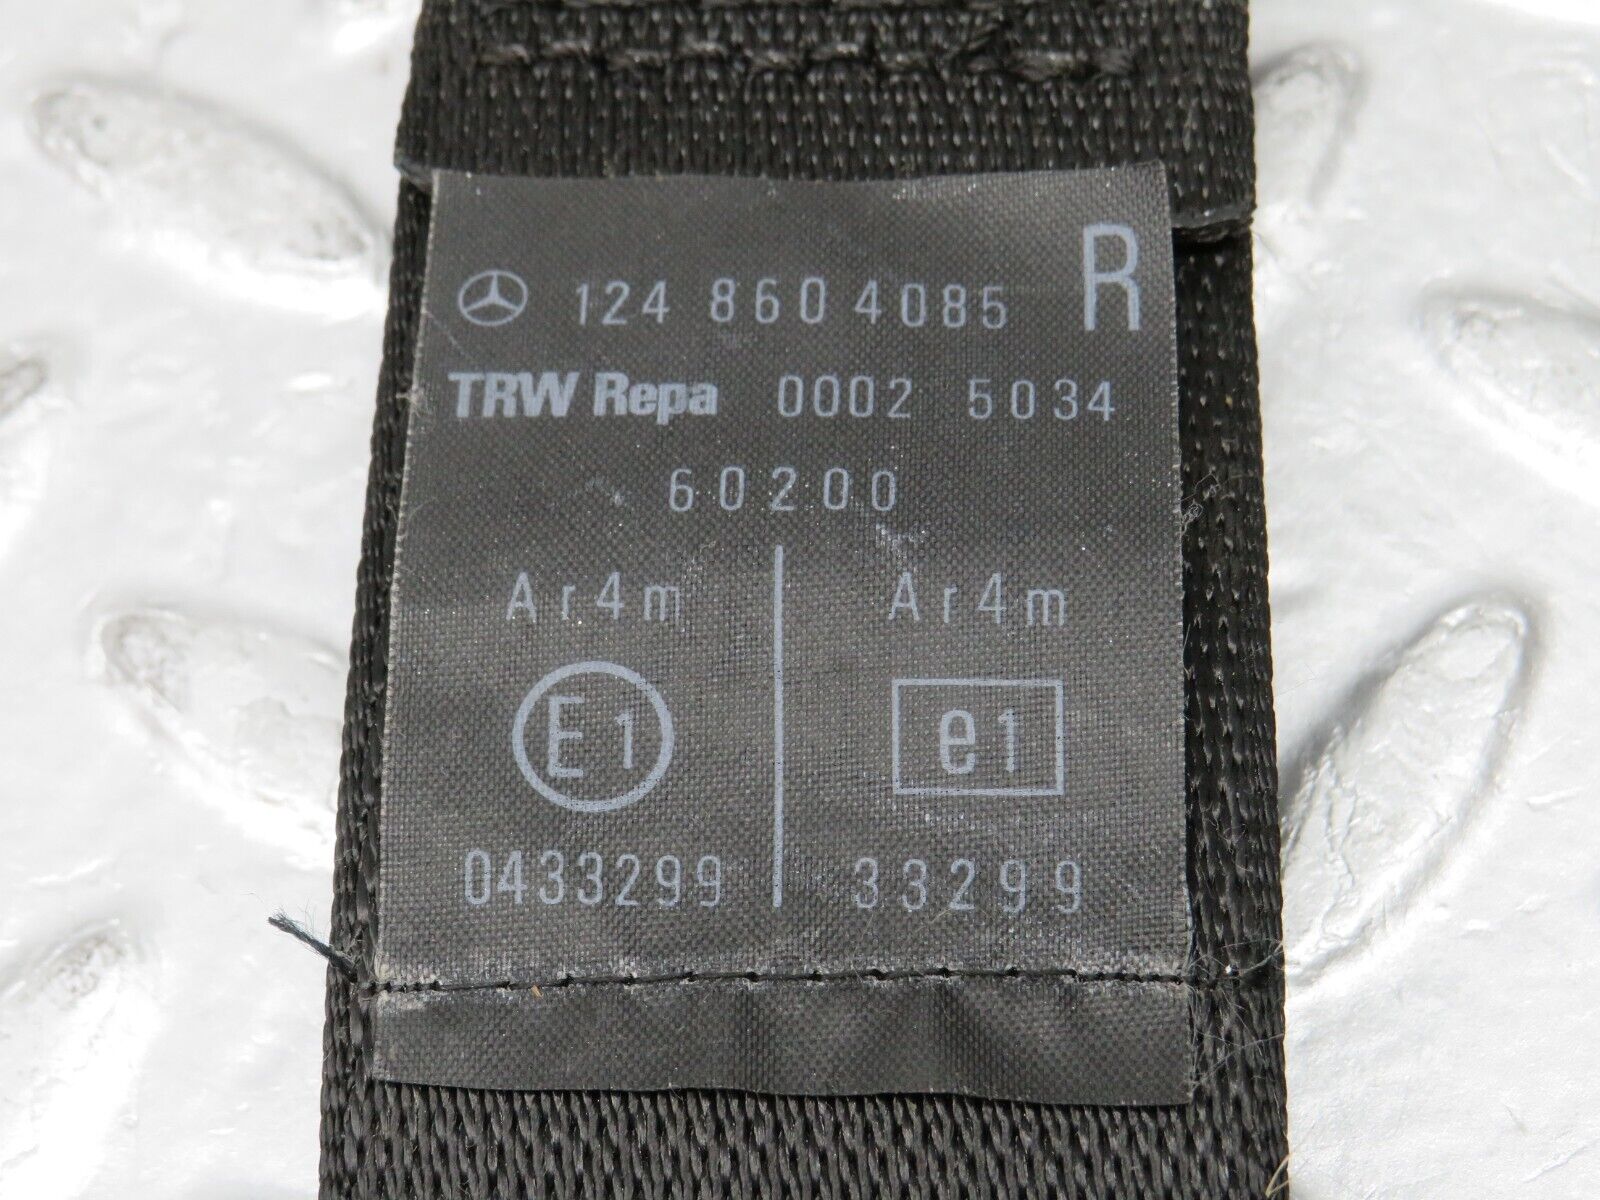 124 860 4085 R
TRW Repa 0002 5034
60200
Ar4m Ar4m
E1 e1
0433299 33299